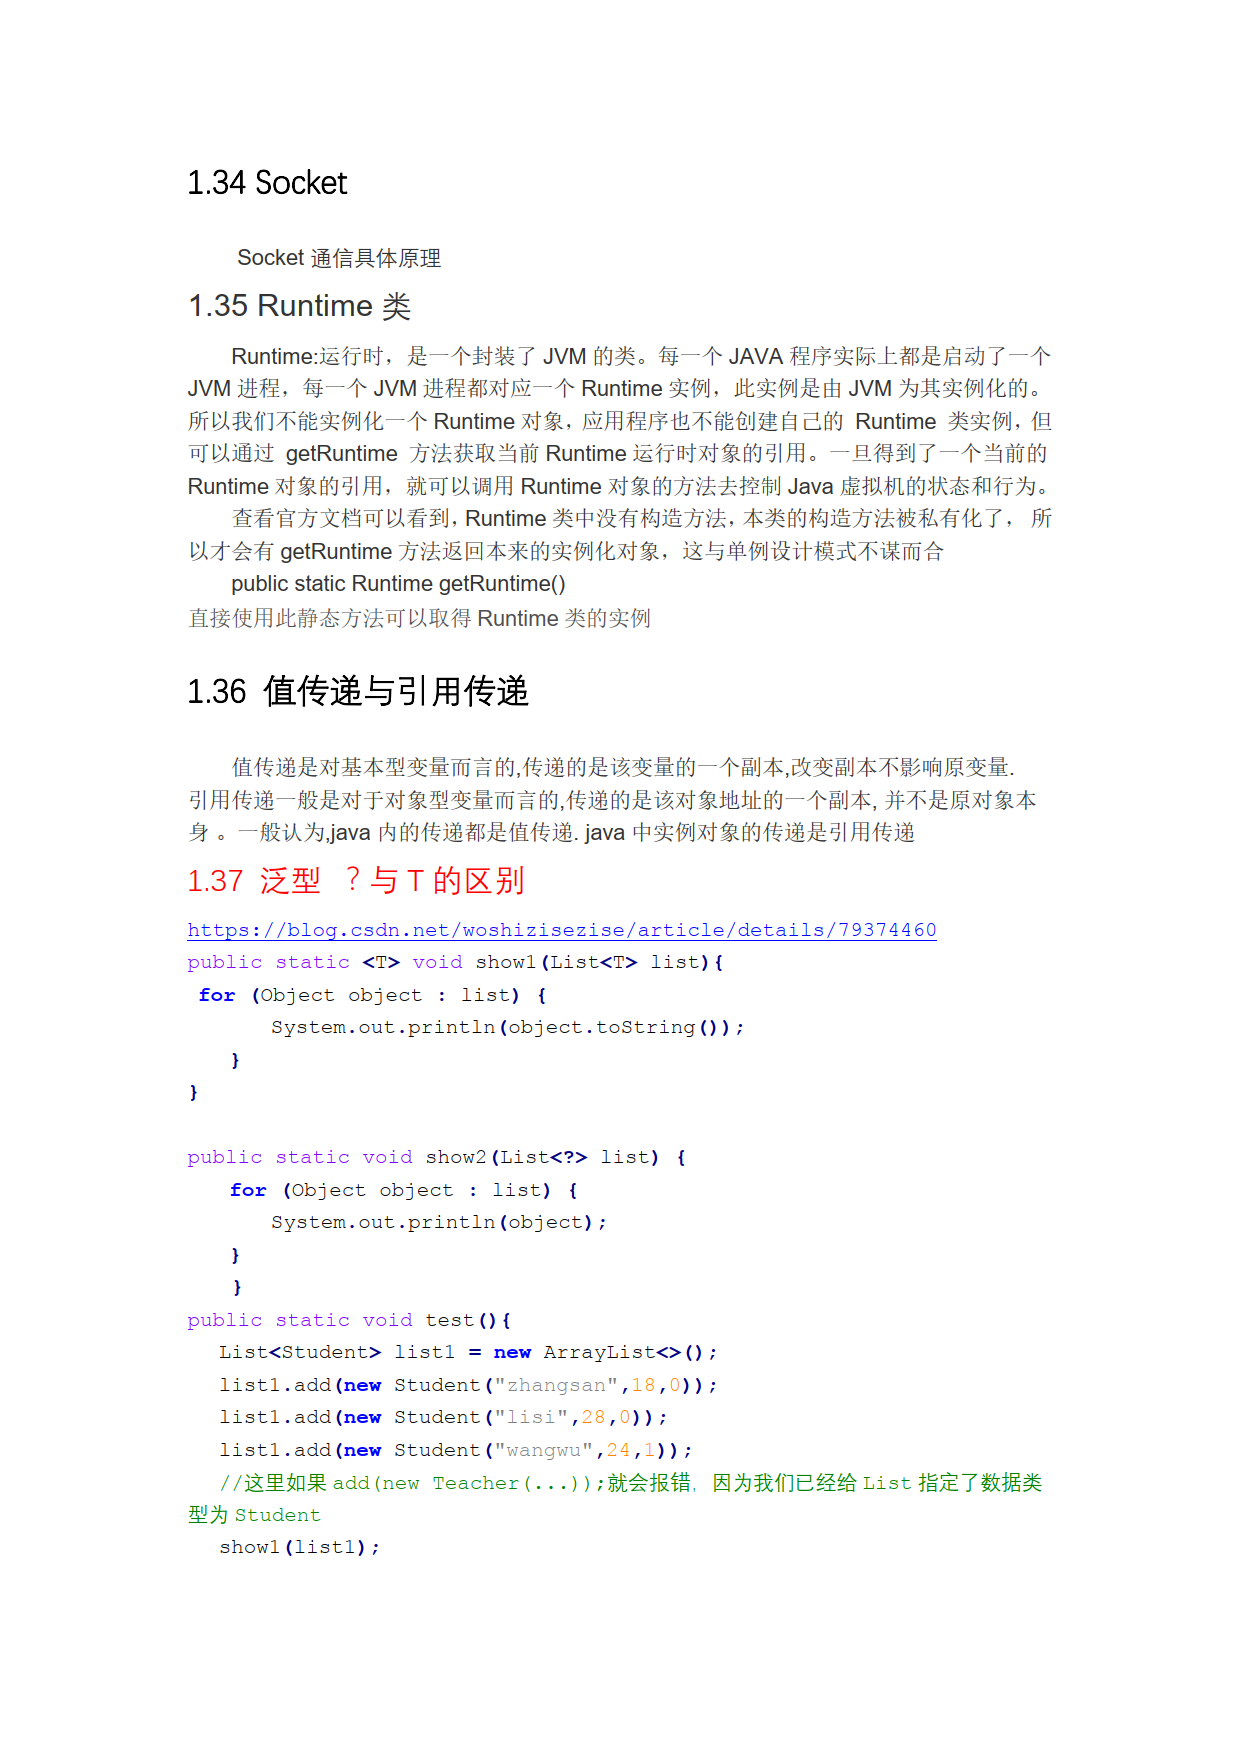 1.34 Socket
Socket 通信具体原理
1.35 Runtime 类
Runtime:运行时，是一个封装了 JVM 的类。每一个 JAVA 程序实际上都是启动了一个
JVM 进程，每一个 JVM 进程都对应一个 Runtime 实例，此实例是由 JVM 为其实例化的。
所以我们不能实例化一个 Runtime 对象，应用程序也不能创建自己的 Runtime 类实例，但
可以通过 getRuntime 方法获取当前 Runtime 运行时对象的引用。一旦得到了一个当前的
Runtime 对象的引用，就可以调用 Runtime 对象的方法去控制 Java 虚拟机的状态和行为。
查看官方文档可以看到，Runtime 类中没有构造方法，本类的构造方法被私有化了， 所
以才会有 getRuntime 方法返回本来的实例化对象，这与单例设计模式不谋而合
public static Runtime getRuntime()
直接使用此静态方法可以取得 Runtime 类的实例
1.36 值传递与引用传递
值传递是对基本型变量而言的,传递的是该变量的一个副本,改变副本不影响原变量.
引用传递一般是对于对象型变量而言的,传递的是该对象地址的一个副本, 并不是原对象本
身 。一般认为,java 内的传递都是值传递. java 中实例对象的传递是引用传递
1.37 泛型 ？与 T 的区别
https://blog.csdn.net/woshizisezise/article/details/79374460
public static <T> void show1(List<T> list){
for (Object object : list) {
System.out.println(object.toString());
}
}
public static void show2(List<?> list) {
for (Object object : list) {
System.out.println(object);
}
}
public static void test(){
List<Student> list1 = new ArrayList<>();
list1.add(new Student("zhangsan",18,0));
list1.add(new Student("lisi",28,0));
list1.add(new Student("wangwu",24,1));
//这里如果 add(new Teacher(...));就会报错，因为我们已经给 List 指定了数据类
型为 Student
show1(list1);